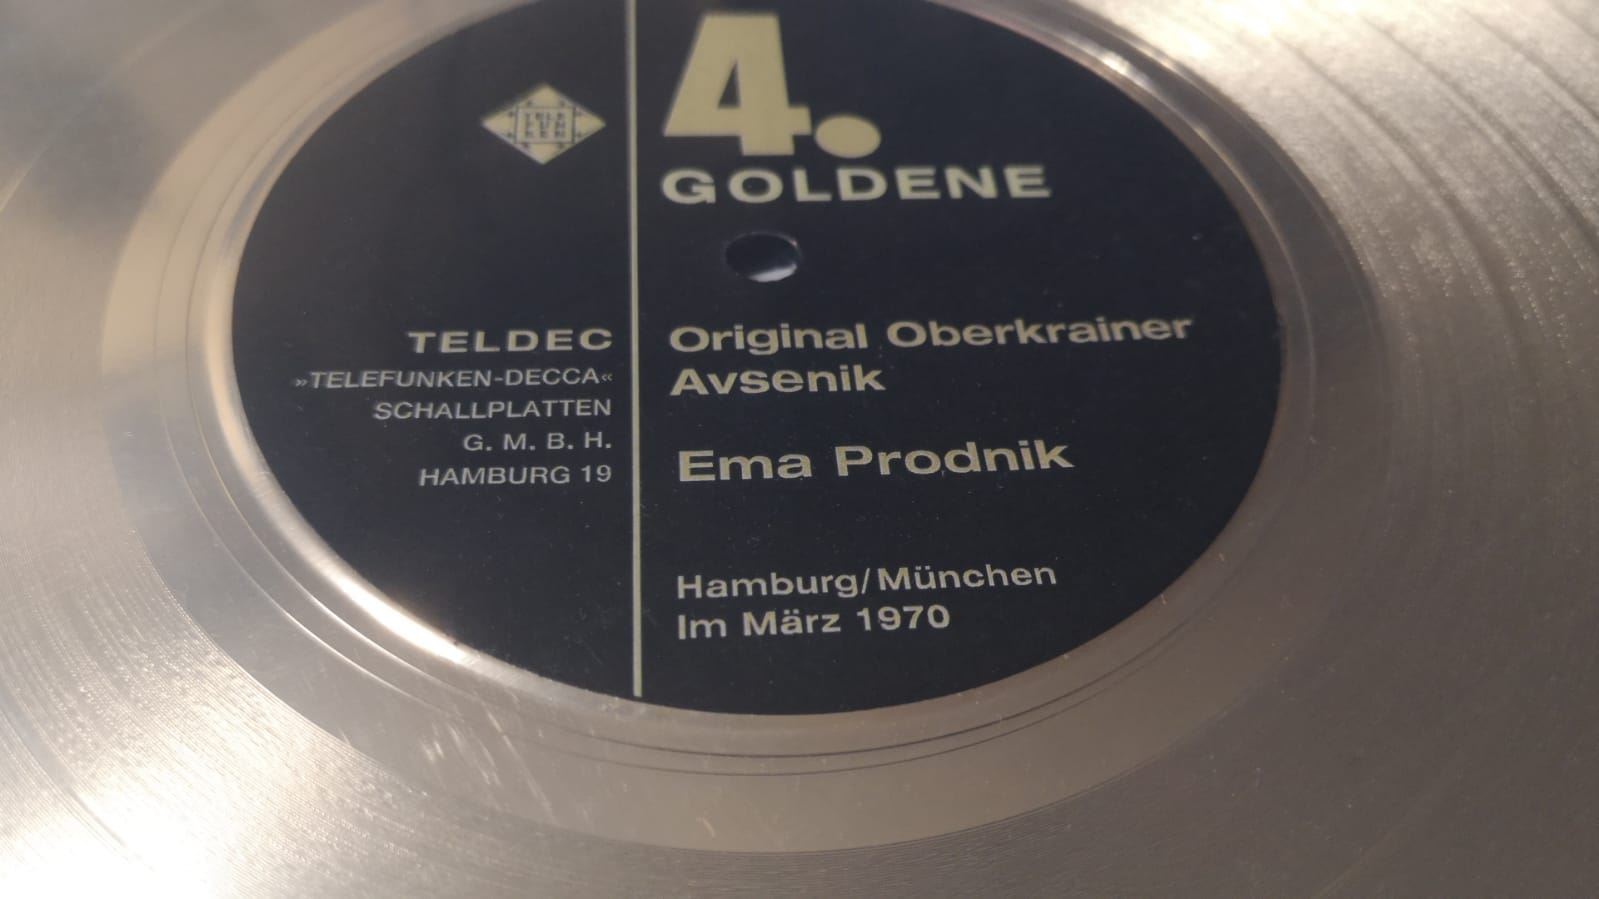 4.
GOLDENE
TELDEC
»TELEFUNKEN-DECCA«
SCHALLPLATTEN
G. M. B. H.
HAMBURG 19
Original Oberkrainer
Avsenik
Ema Prodnik
Hamburg/München
Im März 1970